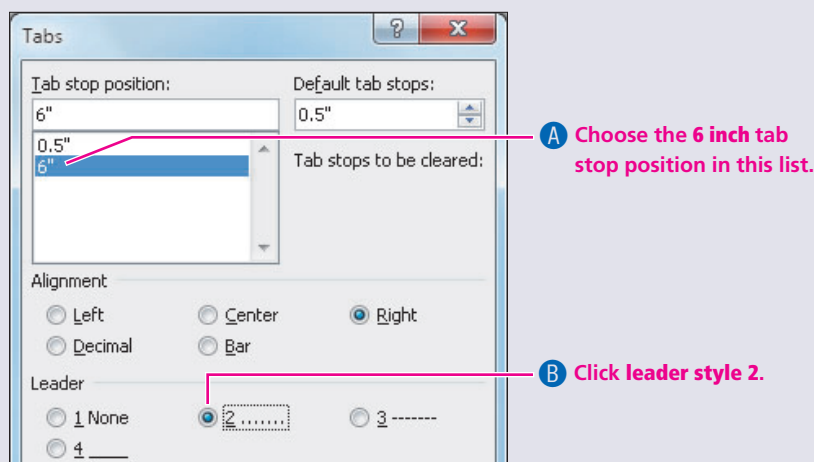 Tabs
?
X
Tab stop position:
Default tab stops:
6"
0.5"
0.5"
6"
Tab stops to be cleared:
A Choose the 6 inch tab
stop position in this list.
Alignment
Left Center Right
Decimal Bar
Leader
B Click leader style 2.
1 None 2 ....... 3 -------
4 ____